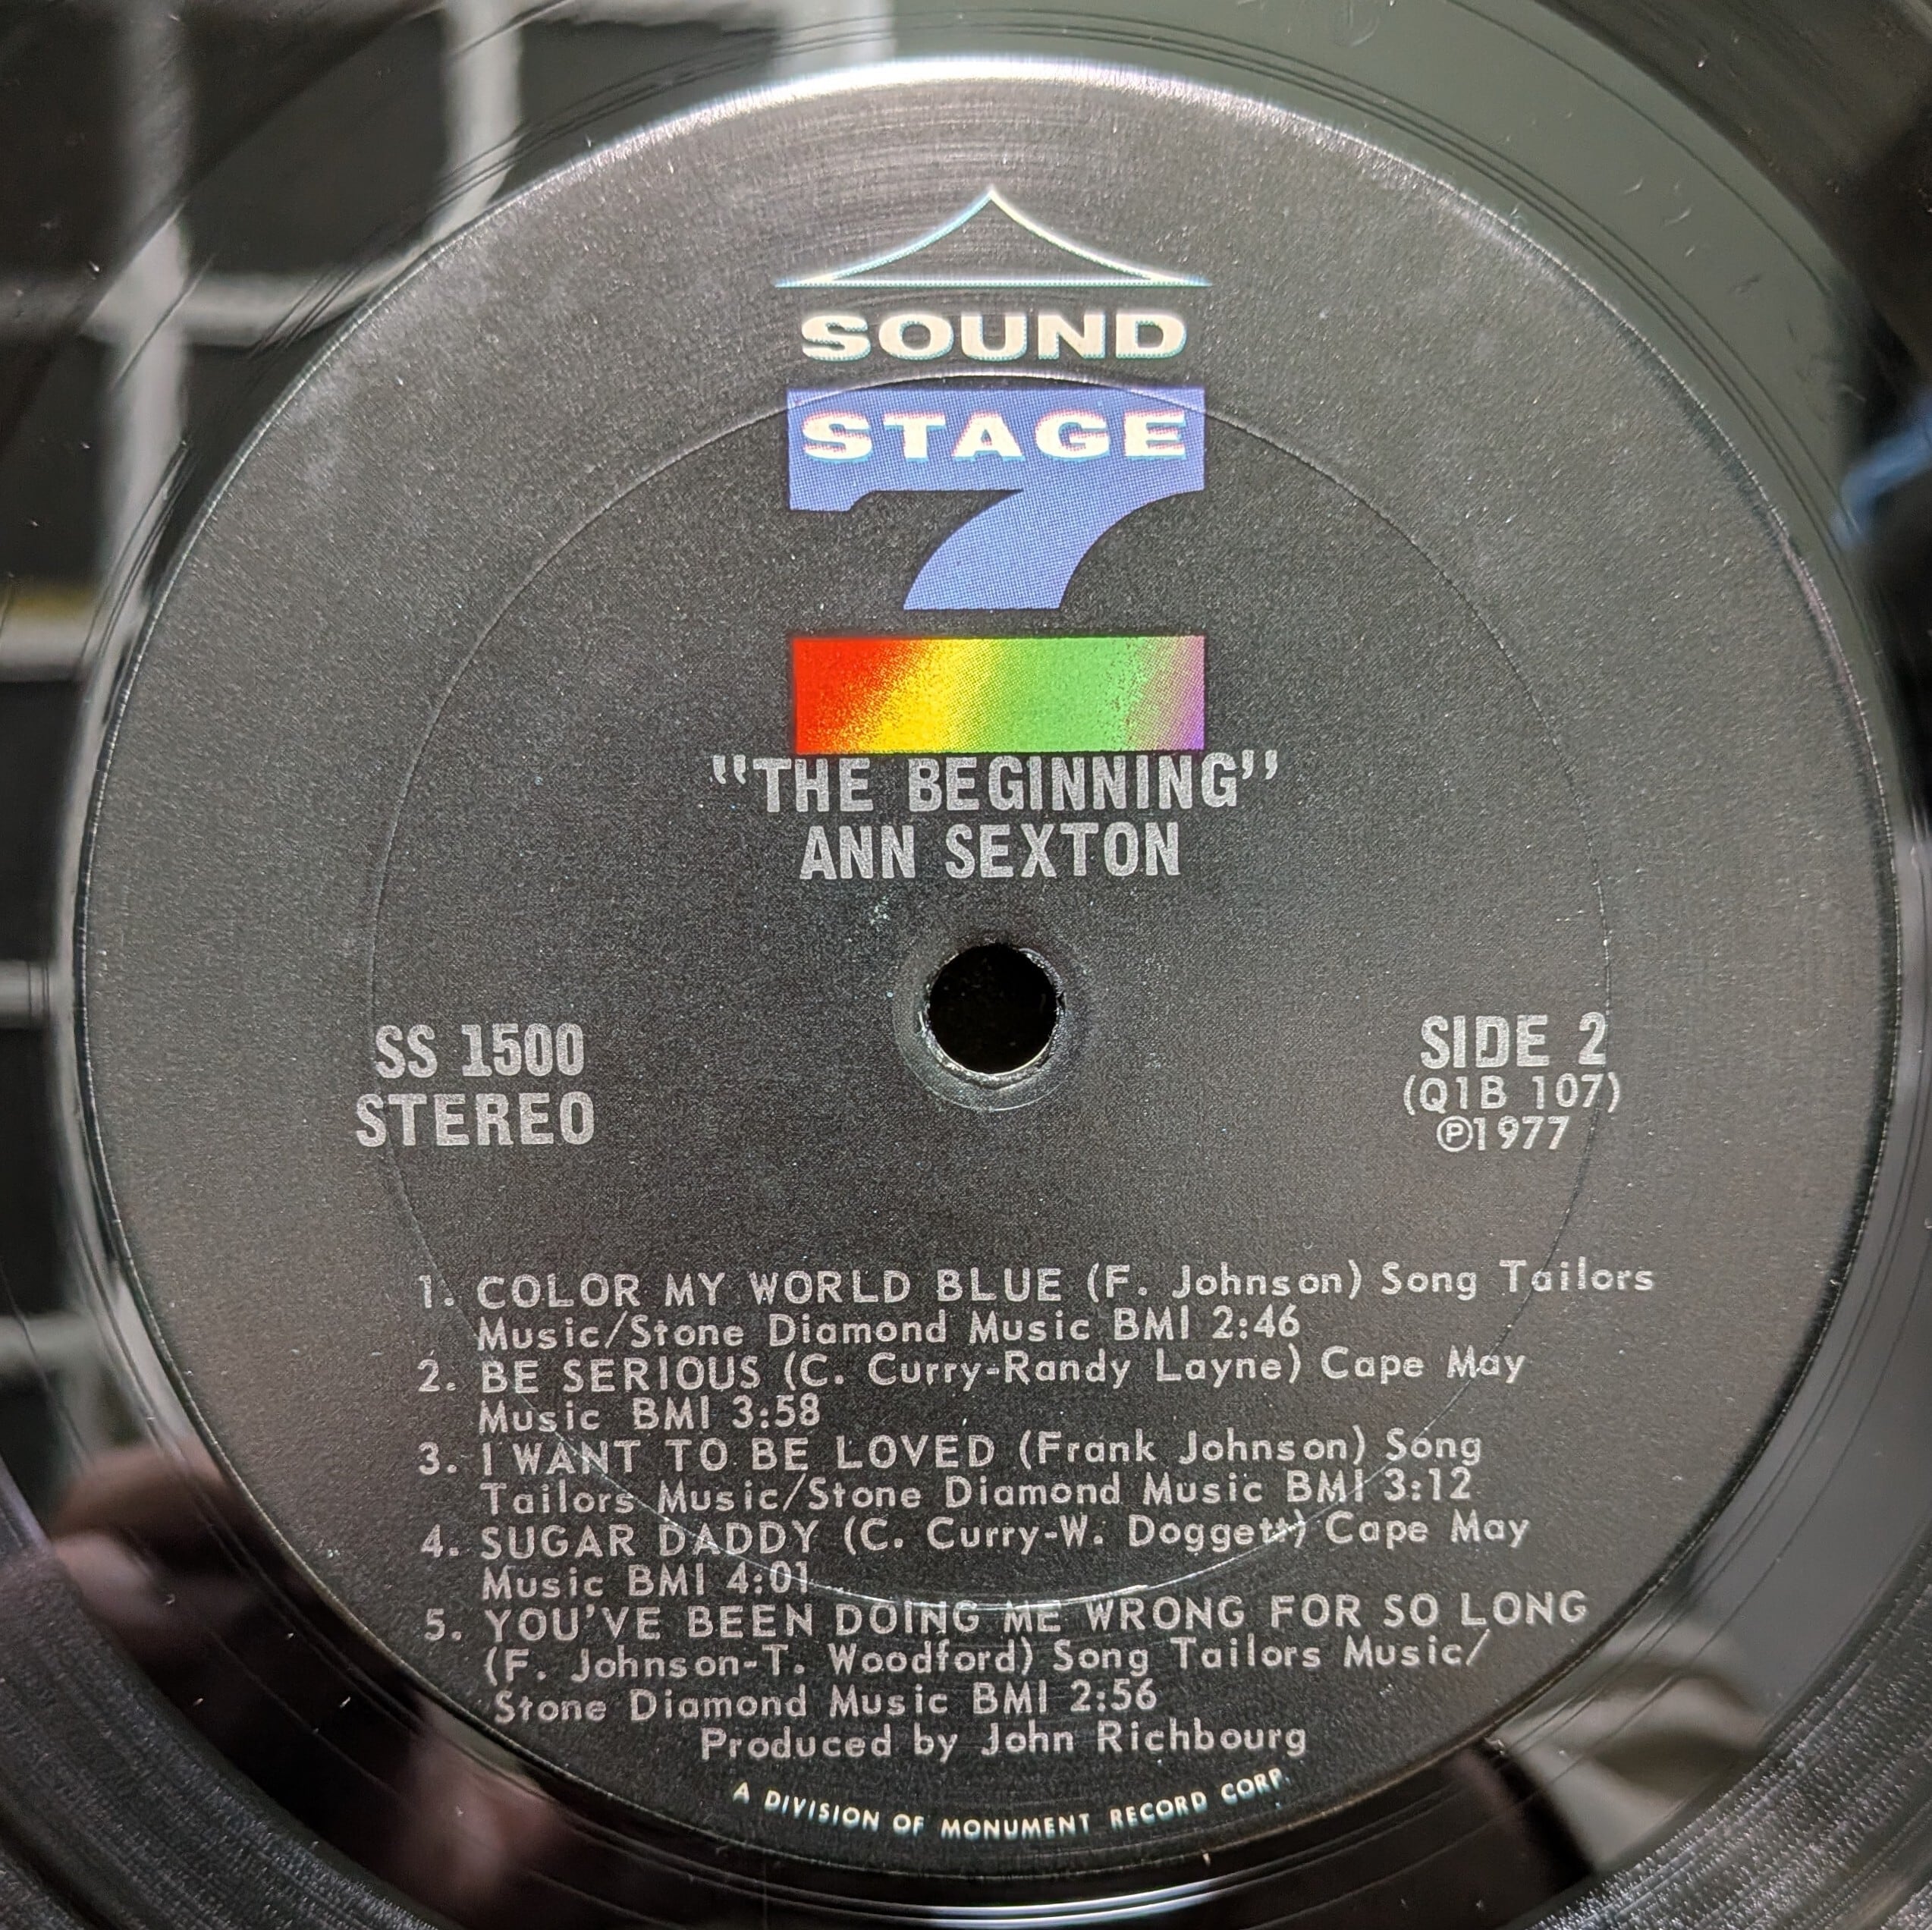 SOUND
STAGE
7
"THE BEGINNING"
ANN SEXTON
SS 1500
STEREO
SIDE 2
(Q1B 107)
℗1977
1. COLOR MY WORLD BLUE (F. Johnson) Song Tailors
Music/Stone Diamond Music BMI 2:46
2. BE SERIOUS (C. Curry-Randy Layne) Cape May
Music BMI 3:58
3. I WANT TO BE LOVED (Frank Johnson) Song
Tailors Music/Stone Diamond Music BMI 3:12
4. SUGAR DADDY (C. Curry-W. Doggett) Cape May
Music BMI 4:01
5. YOU'VE BEEN DOING ME WRONG FOR SO LONG
(F. Johnson-T. Woodford) Song Tailors Music/
Stone Diamond Music BMI 2:56
Produced by John Richbourg
A DIVISION OF MONUMENT RECORD CORP.